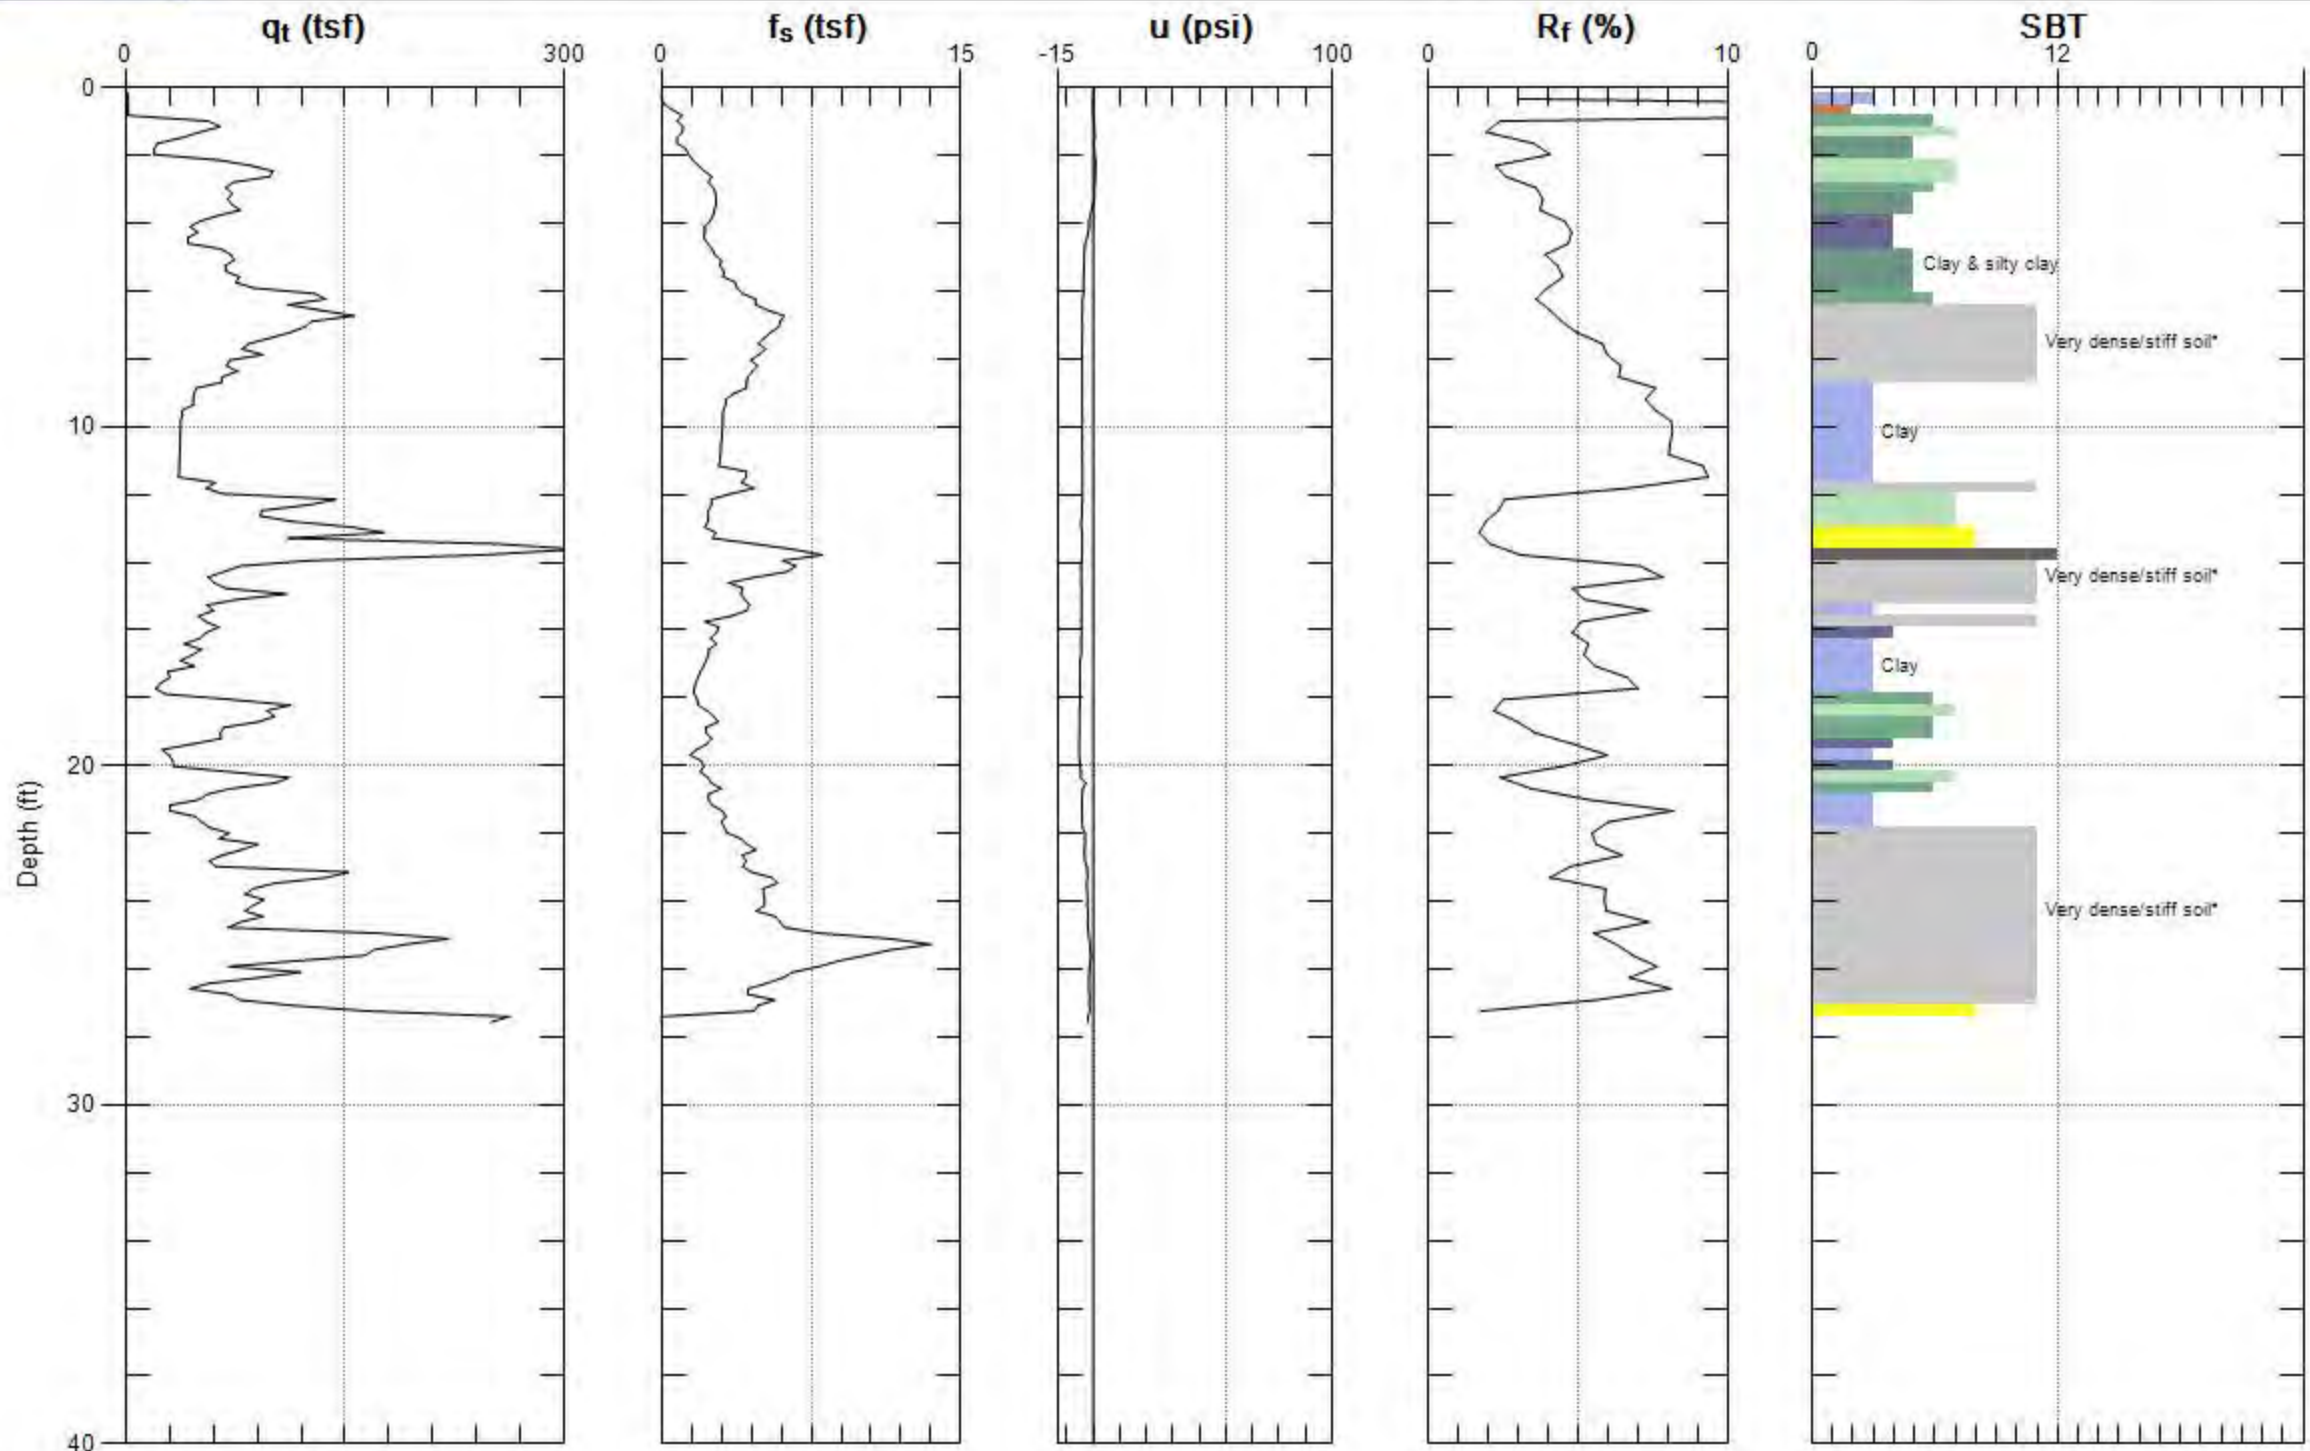 qt (tsf) fs (tsf) u (psi) Rf (%) SBT
0 300 0 15 -15 100 0 10 0 12
0
Clay & silty clay
Very dense/stiff soil*
10
Clay
Very dense/stiff soil*
Clay
20
Depth (ft)
Very dense/stiff soil*
30
40